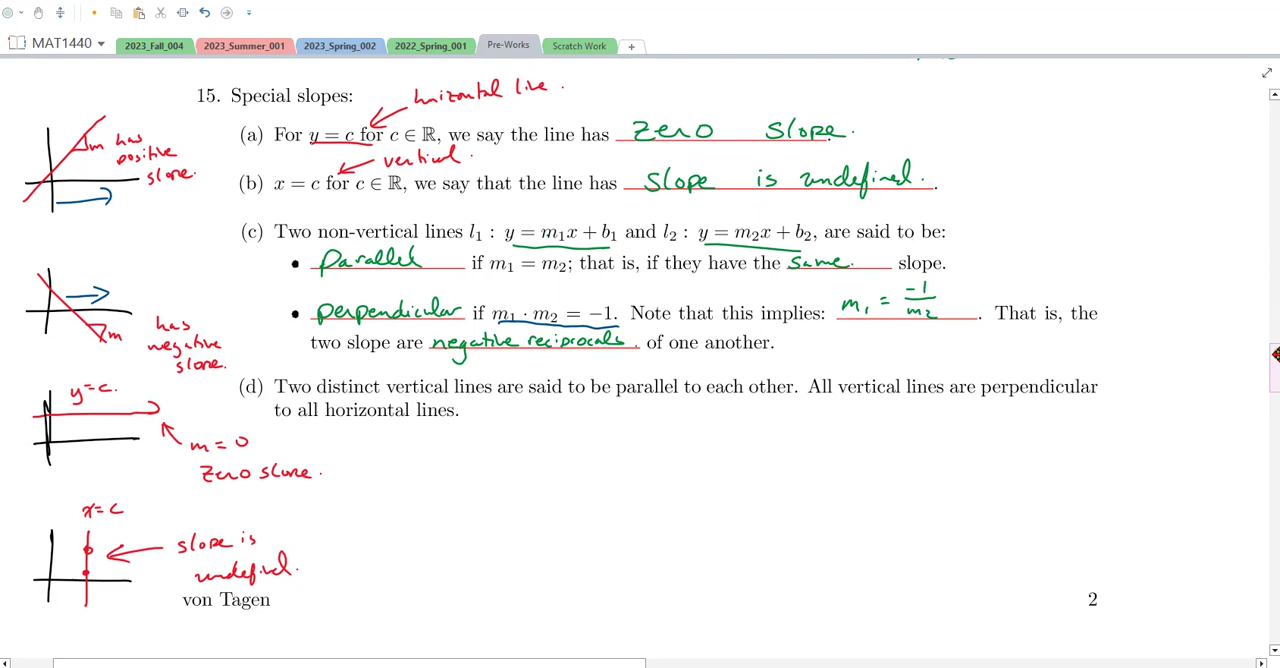 MAT1440
2023_Fall_004
2023_Summer_001
2023_Spring_002
2022_Spring_001
Pre-Works
Scratch Work
15. Special slopes:
horizontal line.
(a) For y = c for c ∈ ℝ, we say the line has zero slope.
vertical.
(b) x = c for c ∈ ℝ, we say that the line has slope is undefined.
(c) Two non-vertical lines l₁ : y = m₁x + b₁ and l₂ : y = m₂x + b₂, are said to be:
• parallel if m₁ = m₂; that is, if they have the same slope.
• perpendicular if m₁ · m₂ = −1. Note that this implies: m₁ = -1/m₂. That is, the
two slope are negative reciprocals. of one another.
(d) Two distinct vertical lines are said to be parallel to each other. All vertical lines are perpendicular
to all horizontal lines.
m has
positive
slope.
m
has
negative
slope.
y=c.
m = 0
zero slope.
x=c
slope is
undefined.
von Tagen
2